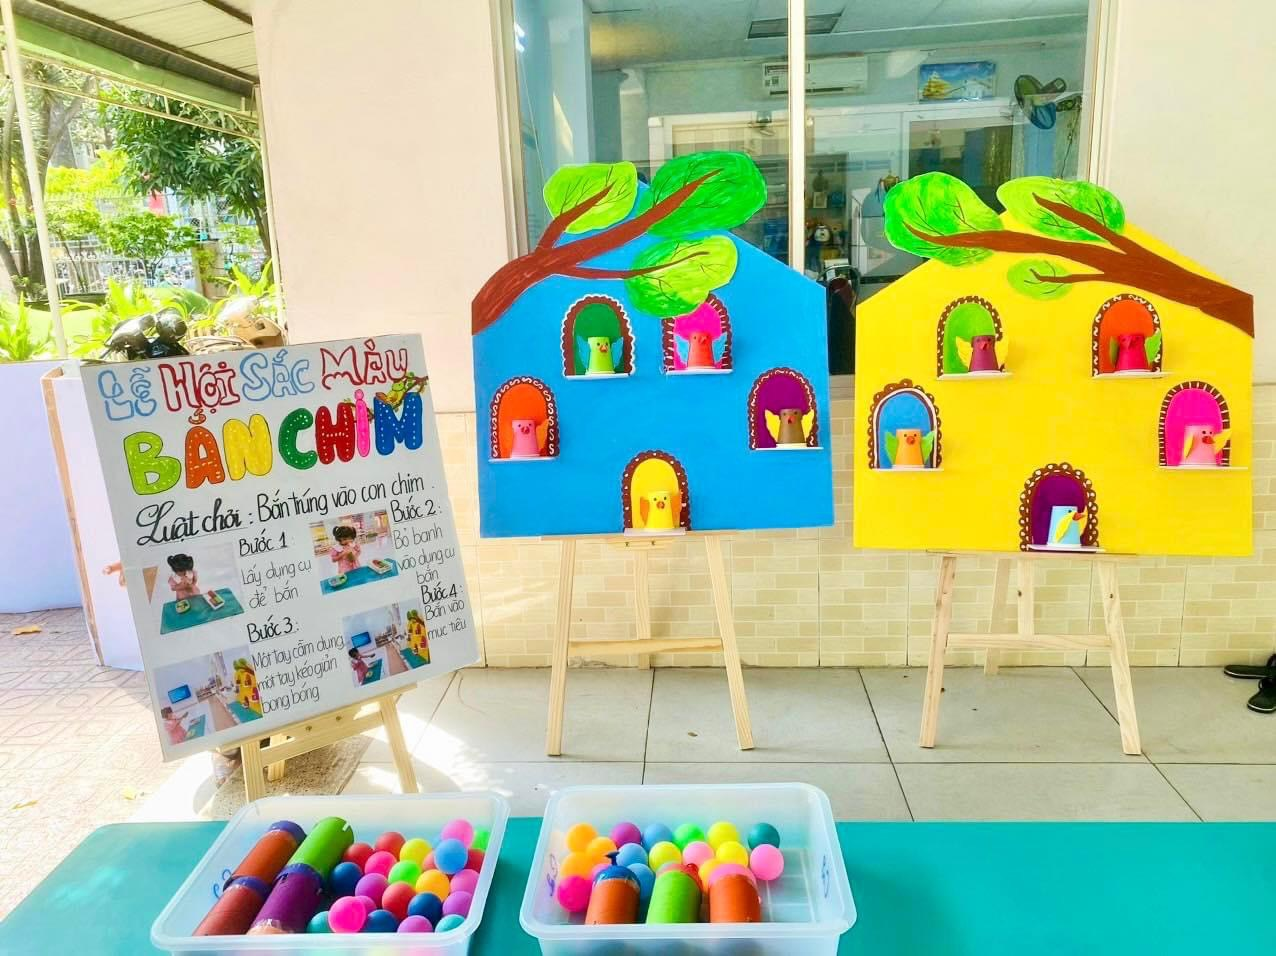 LỄ HỘI SẮC MÀU
BẮN CHIM
Luật chơi : Bắn trúng vào con chim
Bước 1
Lấy dụng cụ
để bắn
Bước 2 :
Bỏ banh
vào dụng cụ
bắn
Bước 3 :
Một tay cầm dụng
một tay kéo giản
bong bóng
Bước 4 :
Bắn vào
mục tiêu